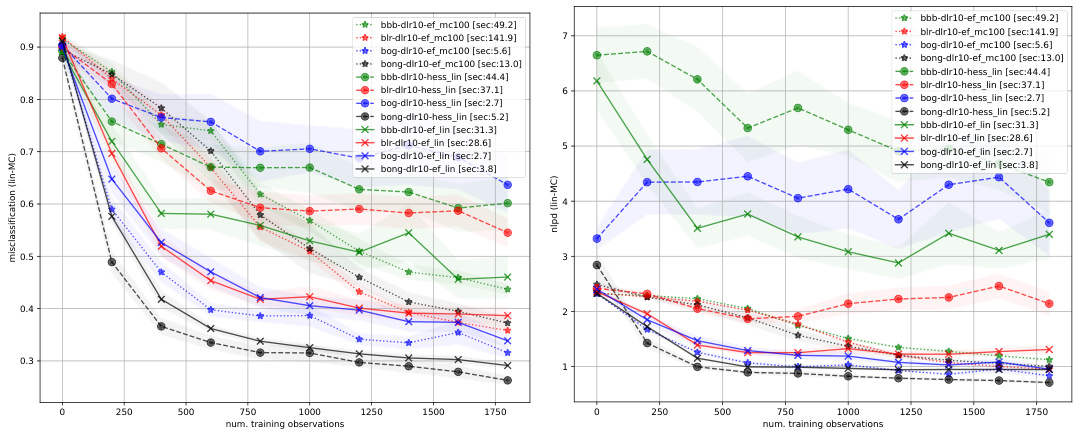 bbb-dlr10-ef_mc100 [sec:49.2]
blr-dlr10-ef_mc100 [sec:141.9]
bog-dlr10-ef_mc100 [sec:5.6]
bong-dlr10-ef_mc100 [sec:13.0]
bbb-dlr10-hess_lin [sec:44.4]
blr-dlr10-hess_lin [sec:37.1]
bog-dlr10-hess_lin [sec:2.7]
bong-dlr10-hess_lin [sec:5.2]
bbb-dlr10-ef_lin [sec:31.3]
blr-dlr10-ef_lin [sec:28.6]
bog-dlr10-ef_lin [sec:2.7]
bong-dlr10-ef_lin [sec:3.8]
0.9
0.8
0.7
0.6
0.5
0.4
0.3
misclassification (lin-MC)
0 250 500 750 1000 1250 1500 1750
num. training observations
bbb-dlr10-ef_mc100 [sec:49.2]
blr-dlr10-ef_mc100 [sec:141.9]
bog-dlr10-ef_mc100 [sec:5.6]
bong-dlr10-ef_mc100 [sec:13.0]
bbb-dlr10-hess_lin [sec:44.4]
blr-dlr10-hess_lin [sec:37.1]
bog-dlr10-hess_lin [sec:2.7]
bong-dlr10-hess_lin [sec:5.2]
bbb-dlr10-ef_lin [sec:31.3]
blr-dlr10-ef_lin [sec:28.6]
bog-dlr10-ef_lin [sec:2.7]
bong-dlr10-ef_lin [sec:3.8]
7
6
5
4
3
2
1
nlpd (lin-MC)
0 250 500 750 1000 1250 1500 1750
num. training observations